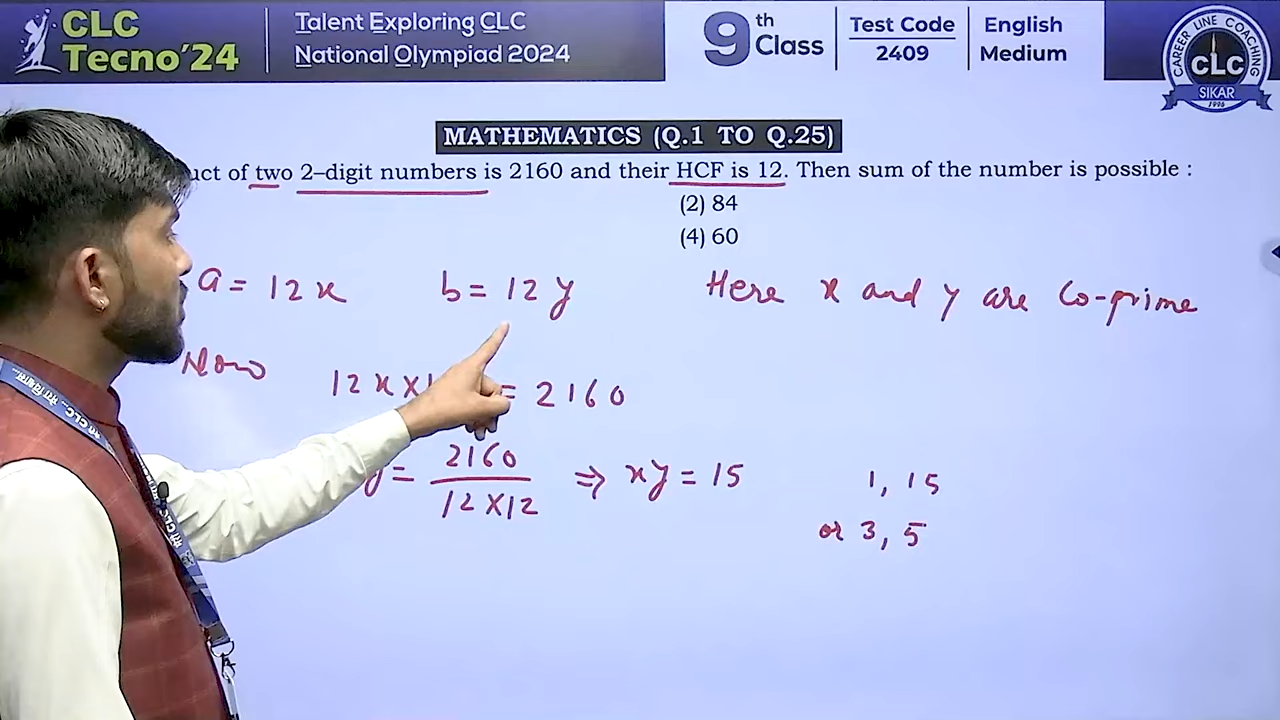 CLC Tecno'24
Talent Exploring CLC
National Olympiad 2024
9th Class
Test Code
2409
English
Medium
CAREER LINE COACHING
CLC
SIKAR
1996
MATHEMATICS (Q.1 TO Q.25)
of two 2–digit numbers is 2160 and their HCF is 12. Then sum of the number is possible :
(2) 84
(4) 60
a = 12x b = 12y Here x and y are Co-prime
Now 12x × 1 = 2160
y = 2160 / 12×12 ⇒ xy = 15 1, 15
or 3, 5